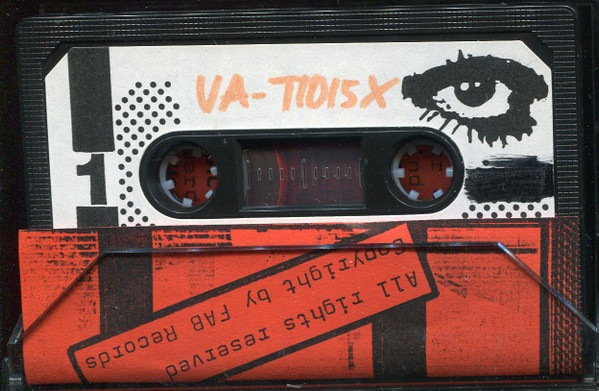 VA-T1015X
1
All rights reserved
Copyright by FAB Records